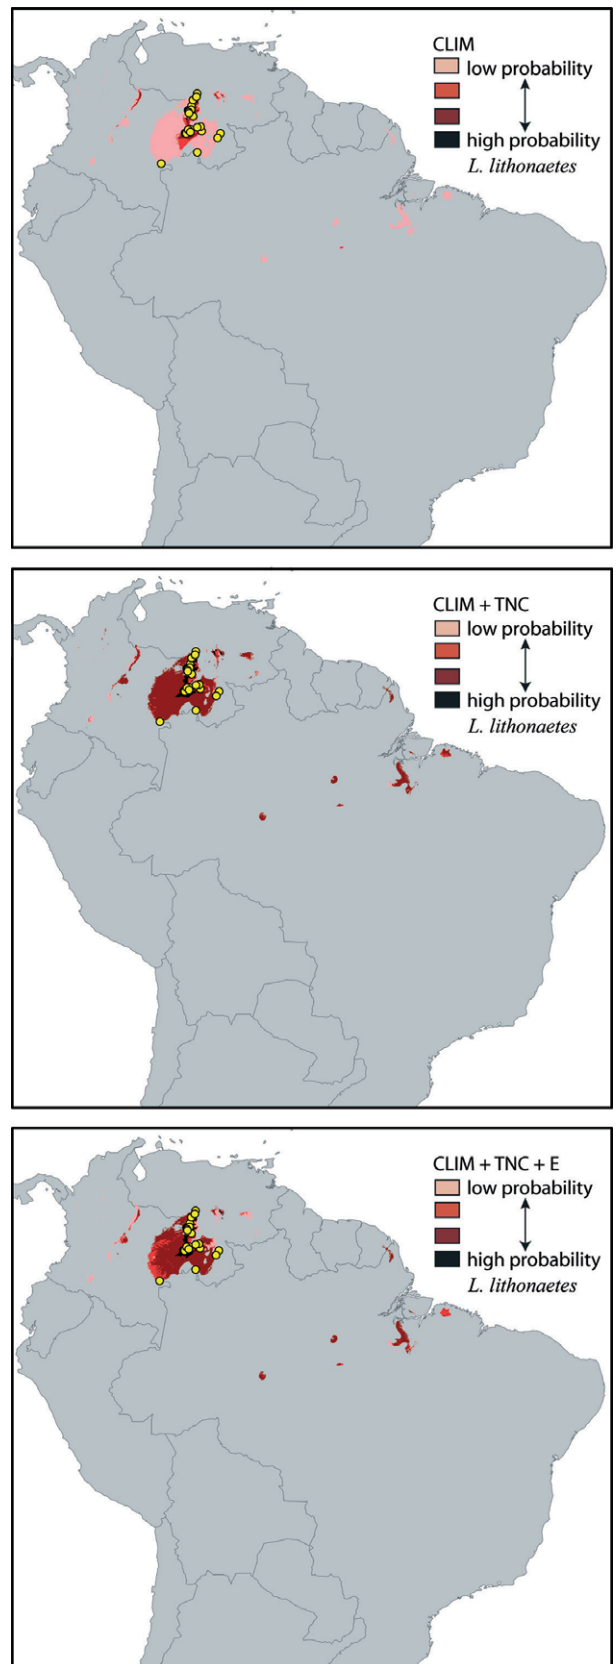 CLIM
low probability
high probability
L. lithonaetes
CLIM + TNC
low probability
high probability
L. lithonaetes
CLIM + TNC + E
low probability
high probability
L. lithonaetes